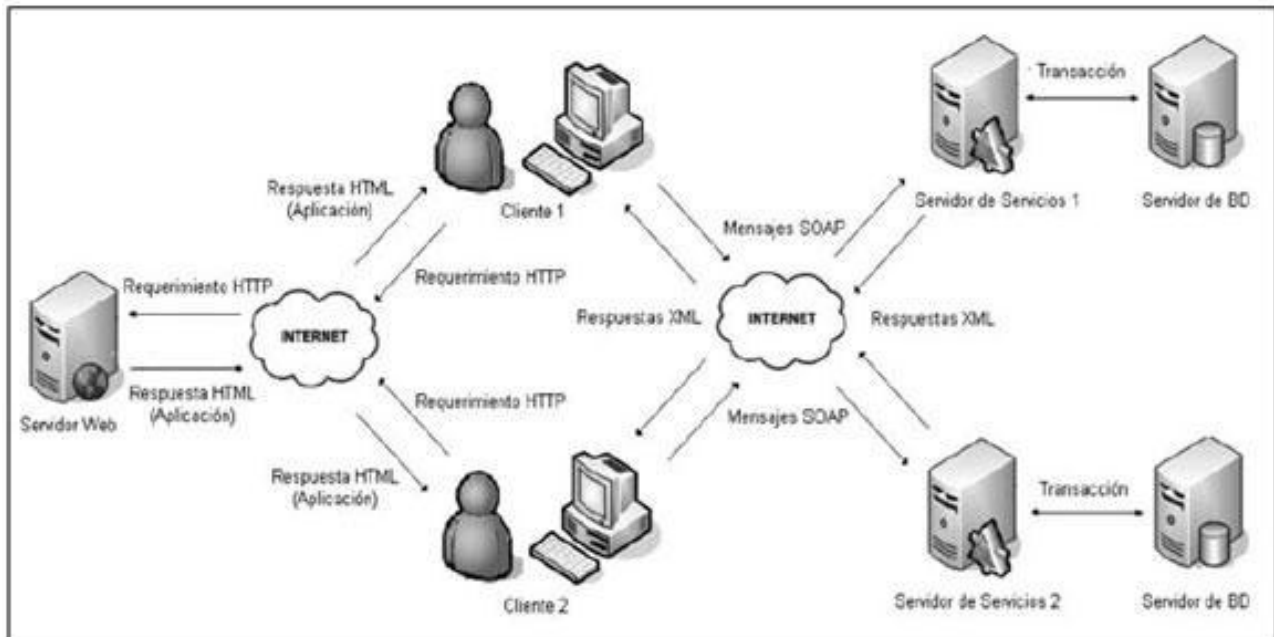 Transacción
Servidor de Servicios 1
Servidor de BD
Respuesta HTML
(Aplicación)
Cliente 1
Mensajes SOAP
Requerimiento HTTP
Requerimiento HTTP
INTERNET
Respuestas XML
INTERNET
Respuestas XML
Respuesta HTML
(Aplicación)
Servidor Web
Requerimiento HTTP
Mensajes SOAP
Respuesta HTML
(Aplicación)
Cliente 2
Transacción
Servidor de Servicios 2
Servidor de BD